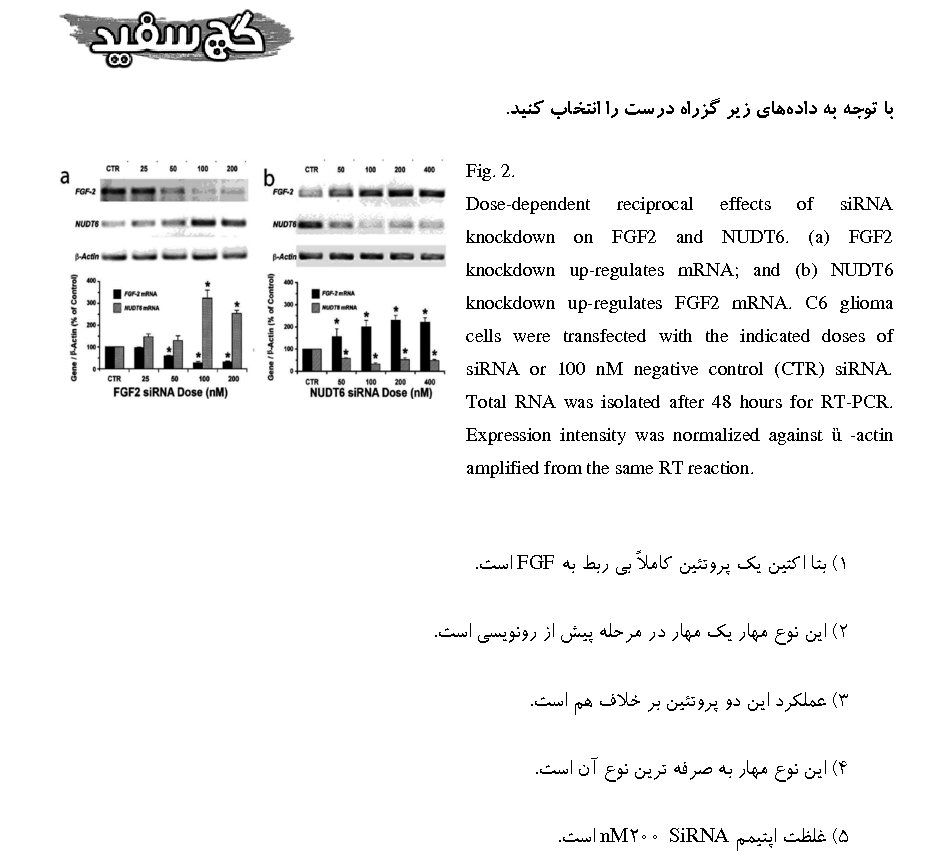 گچ سفید
با توجه به داده‌های زیر گزراه درست را انتخاب کنید.
a
CTR 25 50 100 200
FGF-2
NUDT6
β-Actin
Gene / β-Actin (% of Control)
400
300
200
100
0
FGF-2 mRNA
NUDT6 mRNA
* * * * *
CTR 25 50 100 200
FGF2 siRNA Dose (nM)
b
CTR 50 100 200 400
FGF-2
NUDT6
β-Actin
Gene / β-Actin (% of Control)
400
300
200
100
0
FGF-2 mRNA
NUDT6 mRNA
* * * * * * * *
CTR 50 100 200 400
NUDT6 siRNA Dose (nM)
Fig. 2.
Dose-dependent reciprocal effects of siRNA
knockdown on FGF2 and NUDT6. (a) FGF2
knockdown up-regulates mRNA; and (b) NUDT6
knockdown up-regulates FGF2 mRNA. C6 glioma
cells were transfected with the indicated doses of
siRNA or 100 nM negative control (CTR) siRNA.
Total RNA was isolated after 48 hours for RT-PCR.
Expression intensity was normalized against ü -actin
amplified from the same RT reaction.
۱) بتا اکتین یک پروتئین کاملاً بی ربط به FGF است.
۲) این نوع مهار یک مهار در مرحله پیش از رونویسی است.
۳) عملکرد این دو پروتئین بر خلاف هم است.
۴) این نوع مهار به صرفه ترین نوع آن است.
۵) غلظت اپتیمم nM۲۰۰ SiRNA است.